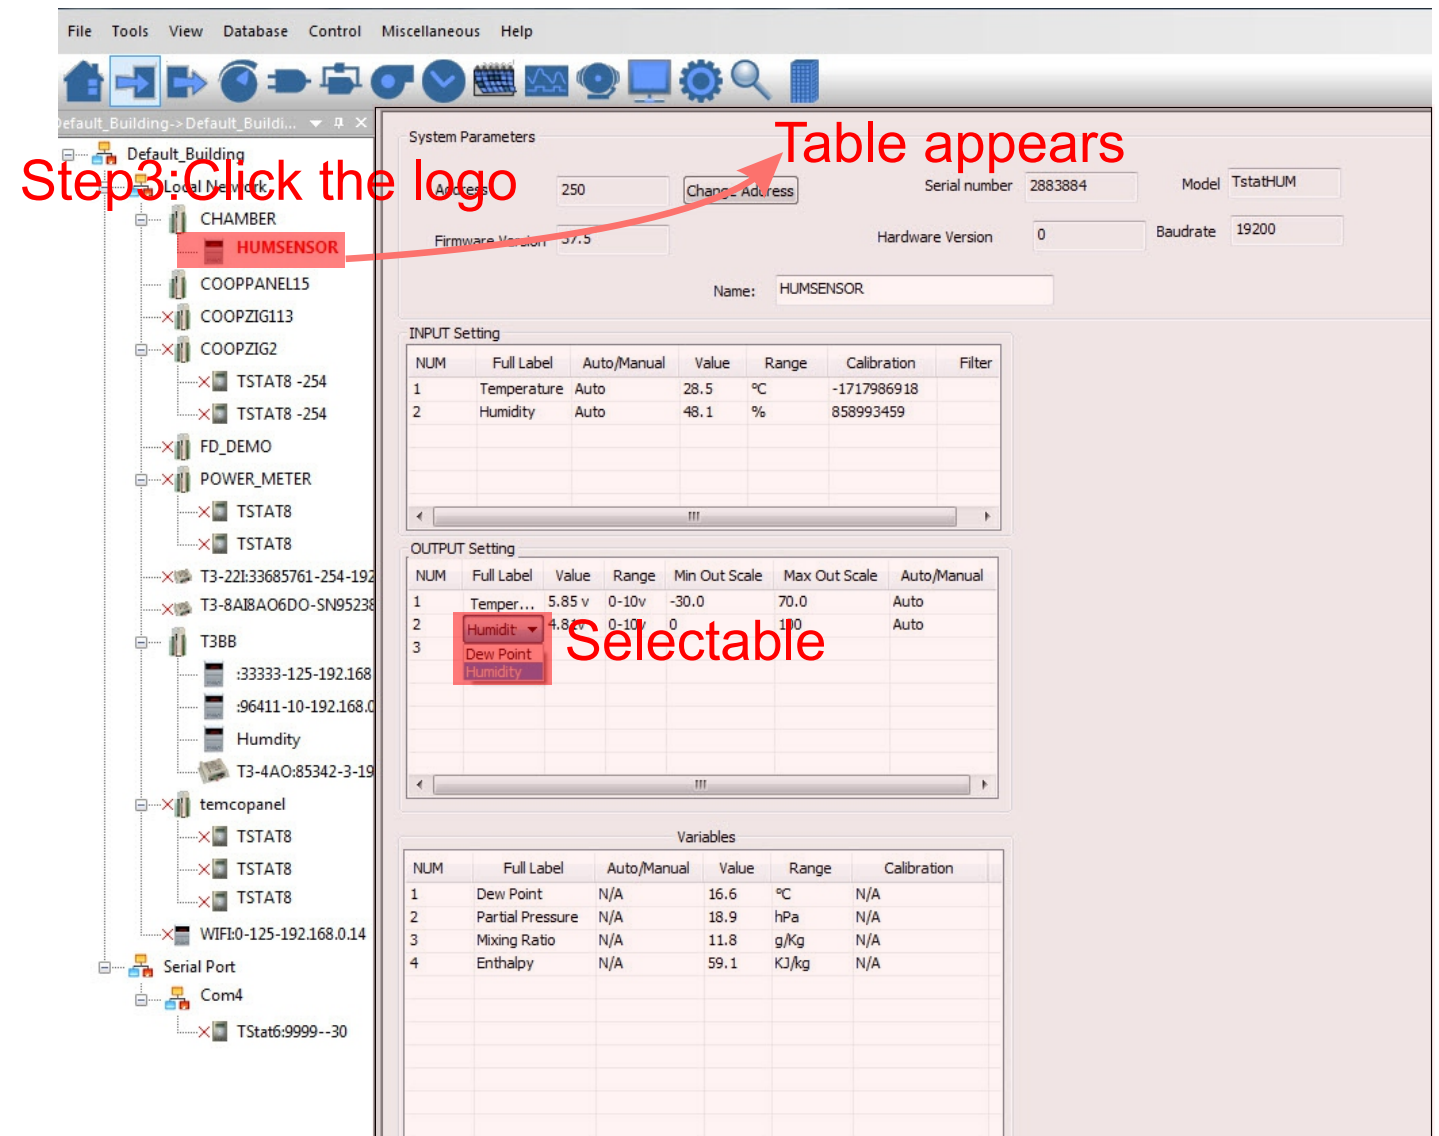 File Tools View Database Control Miscellaneous Help
Default_Building->Default_Buildi...
Default_Building
Step3:Click the logo
Local Network
CHAMBER
HUMSENSOR
COOPPANEL15
COOPZIG113
COOPZIG2
TSTAT8 -254
TSTAT8 -254
FD_DEMO
POWER_METER
TSTAT8
TSTAT8
T3-22I:33685761-254-192
T3-8AI8AO6DO-SN95238
T3BB
:33333-125-192.168
:96411-10-192.168.0
Humdity
T3-4AO:85342-3-19
temcopanel
TSTAT8
TSTAT8
TSTAT8
WIFI:0-125-192.168.0.14
Serial Port
Com4
TStat6:9999--30
System Parameters
Table appears
Address 250 Change Address Serial number 2883884 Model TstatHUM
Firmware Version 37.5 Hardware Version 0 Baudrate 19200
Name: HUMSENSOR
INPUT Setting
NUM Full Label Auto/Manual Value Range Calibration Filter
1 Temperature Auto 28.5 ℃ -1717986918
2 Humidity Auto 48.1 % 858993459
OUTPUT Setting
NUM Full Label Value Range Min Out Scale Max Out Scale Auto/Manual
1 Temper... 5.85 v 0-10v -30.0 70.0 Auto
2 Humidit 4.81v 0-10v 0 100 Auto
3
Dew Point
Humidity
Selectable
Variables
NUM Full Label Auto/Manual Value Range Calibration
1 Dew Point N/A 16.6 ℃ N/A
2 Partial Pressure N/A 18.9 hPa N/A
3 Mixing Ratio N/A 11.8 g/Kg N/A
4 Enthalpy N/A 59.1 KJ/kg N/A